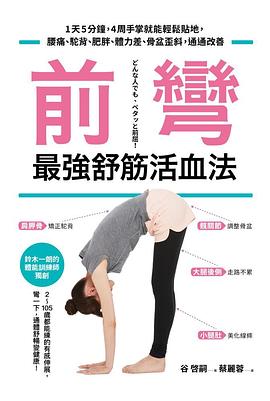 1天5分鐘，4周手掌就能輕鬆貼地，
腰痛、駝背、肥胖、體力差、骨盆歪斜，通通改善
前彎
どんな人でも、ペタッと前屈！
最強舒筋活血法
肩胛骨 矯正駝背
髖關節 調整骨盆
大腿後側 走路不累
小腿肚 美化線條
鈴木一朗的
體能訓練師
獨創
2～105歲都能練的有感伸展，
彎一下，通體舒暢變健康！
谷 啓嗣 蔡麗蓉